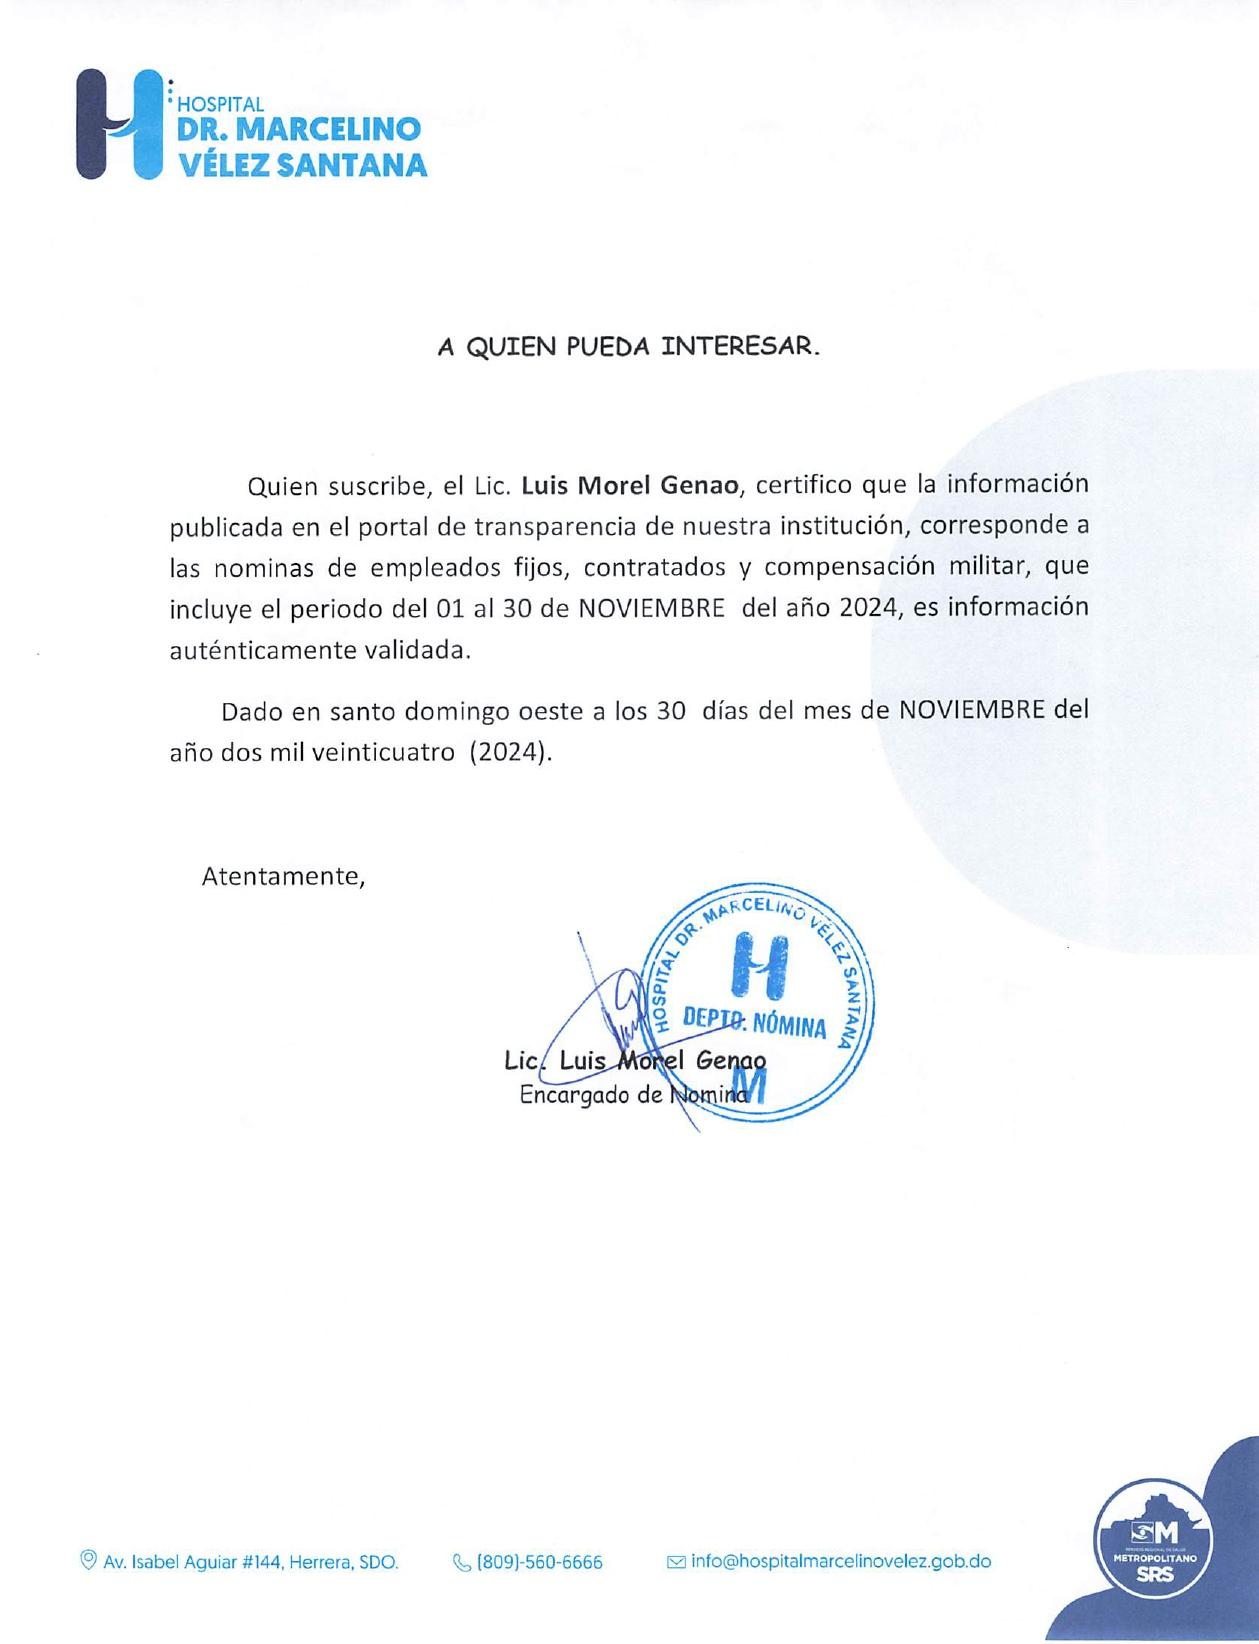 HOSPITAL
DR. MARCELINO
VÉLEZ SANTANA
A QUIEN PUEDA INTERESAR.
Quien suscribe, el Lic. Luis Morel Genao, certifico que la información
publicada en el portal de transparencia de nuestra institución, corresponde a
las nominas de empleados fijos, contratados y compensación militar, que
incluye el periodo del 01 al 30 de NOVIEMBRE del año 2024, es información
auténticamente validada.
Dado en santo domingo oeste a los 30 días del mes de NOVIEMBRE del
año dos mil veinticuatro (2024).
Atentamente,
HOSPITAL DR. MARCELINO VÉLEZ SANTANA
H
DEPTO. NÓMINA
M
Lic. Luis Morel Genao
Encargado de Nomina
Av. Isabel Aguiar #144, Herrera, SDO.
(809)-560-6666
info@hospitalmarcelinovelez.gob.do
M
METROPOLITANO
SRS